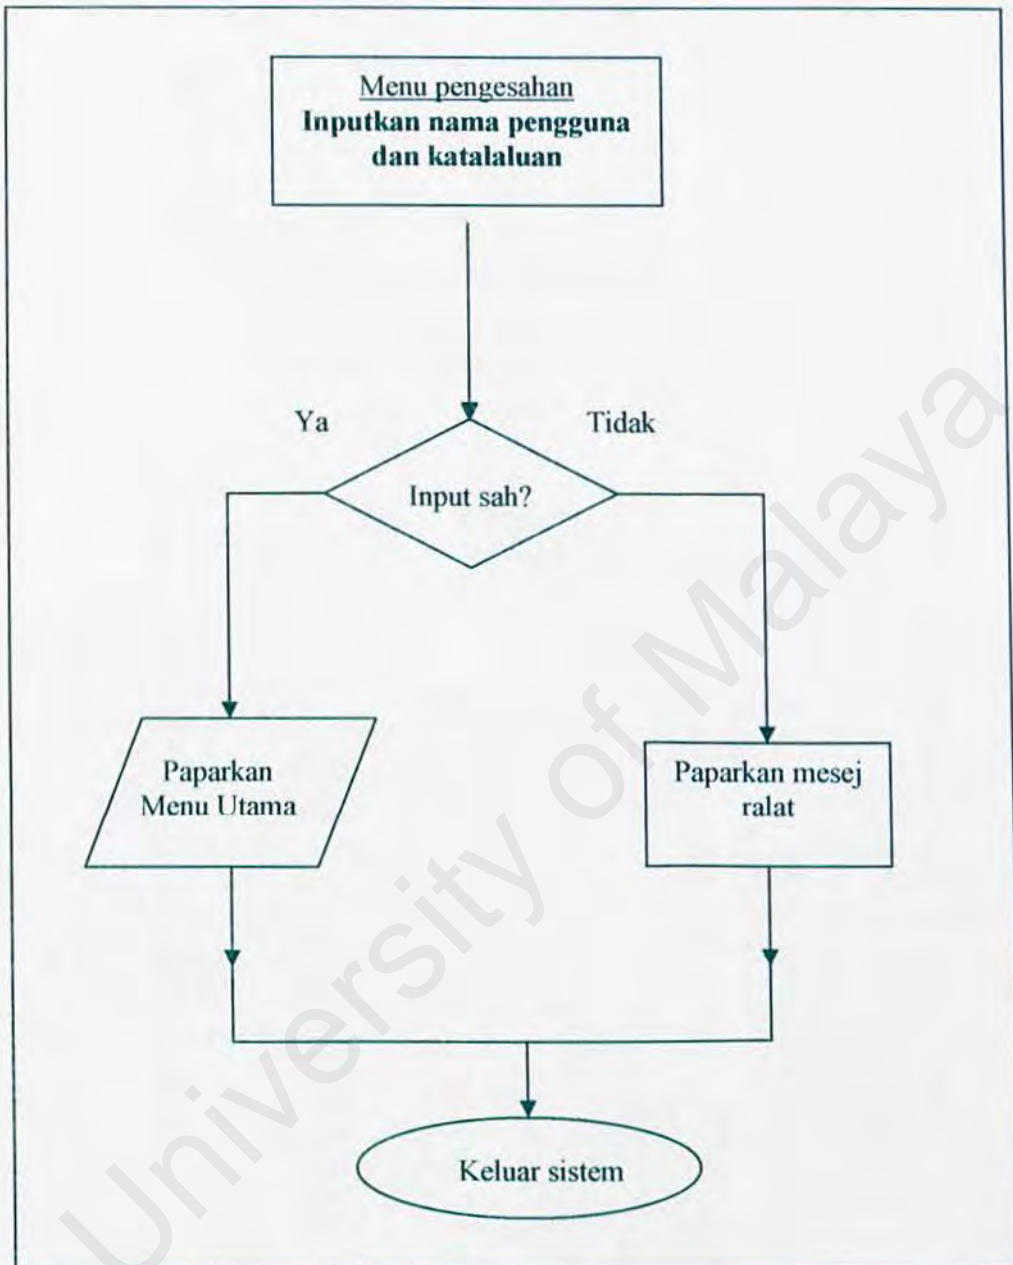 Menu pengesahan
Inputkan nama pengguna
dan katalaluan
Ya
Tidak
Input sah?
Paparkan
Menu Utama
Paparkan mesej
ralat
Keluar sistem
University of Malaya